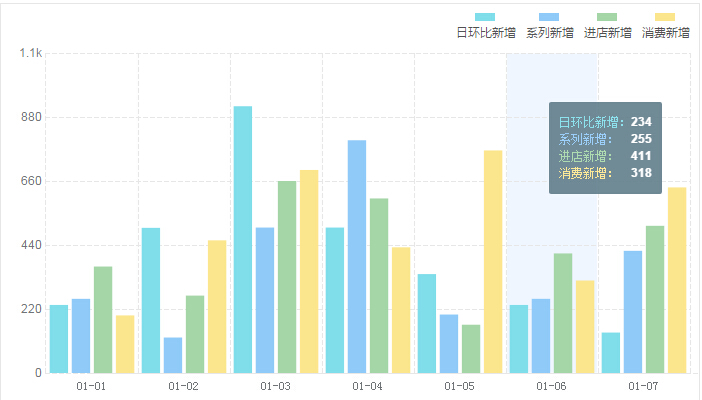 日环比新增 系列新增 进店新增 消费新增
1.1k
880
660
440
220
0
日环比新增: 234
系列新增: 255
进店新增: 411
消费新增: 318
01-01 01-02 01-03 01-04 01-05 01-06 01-07